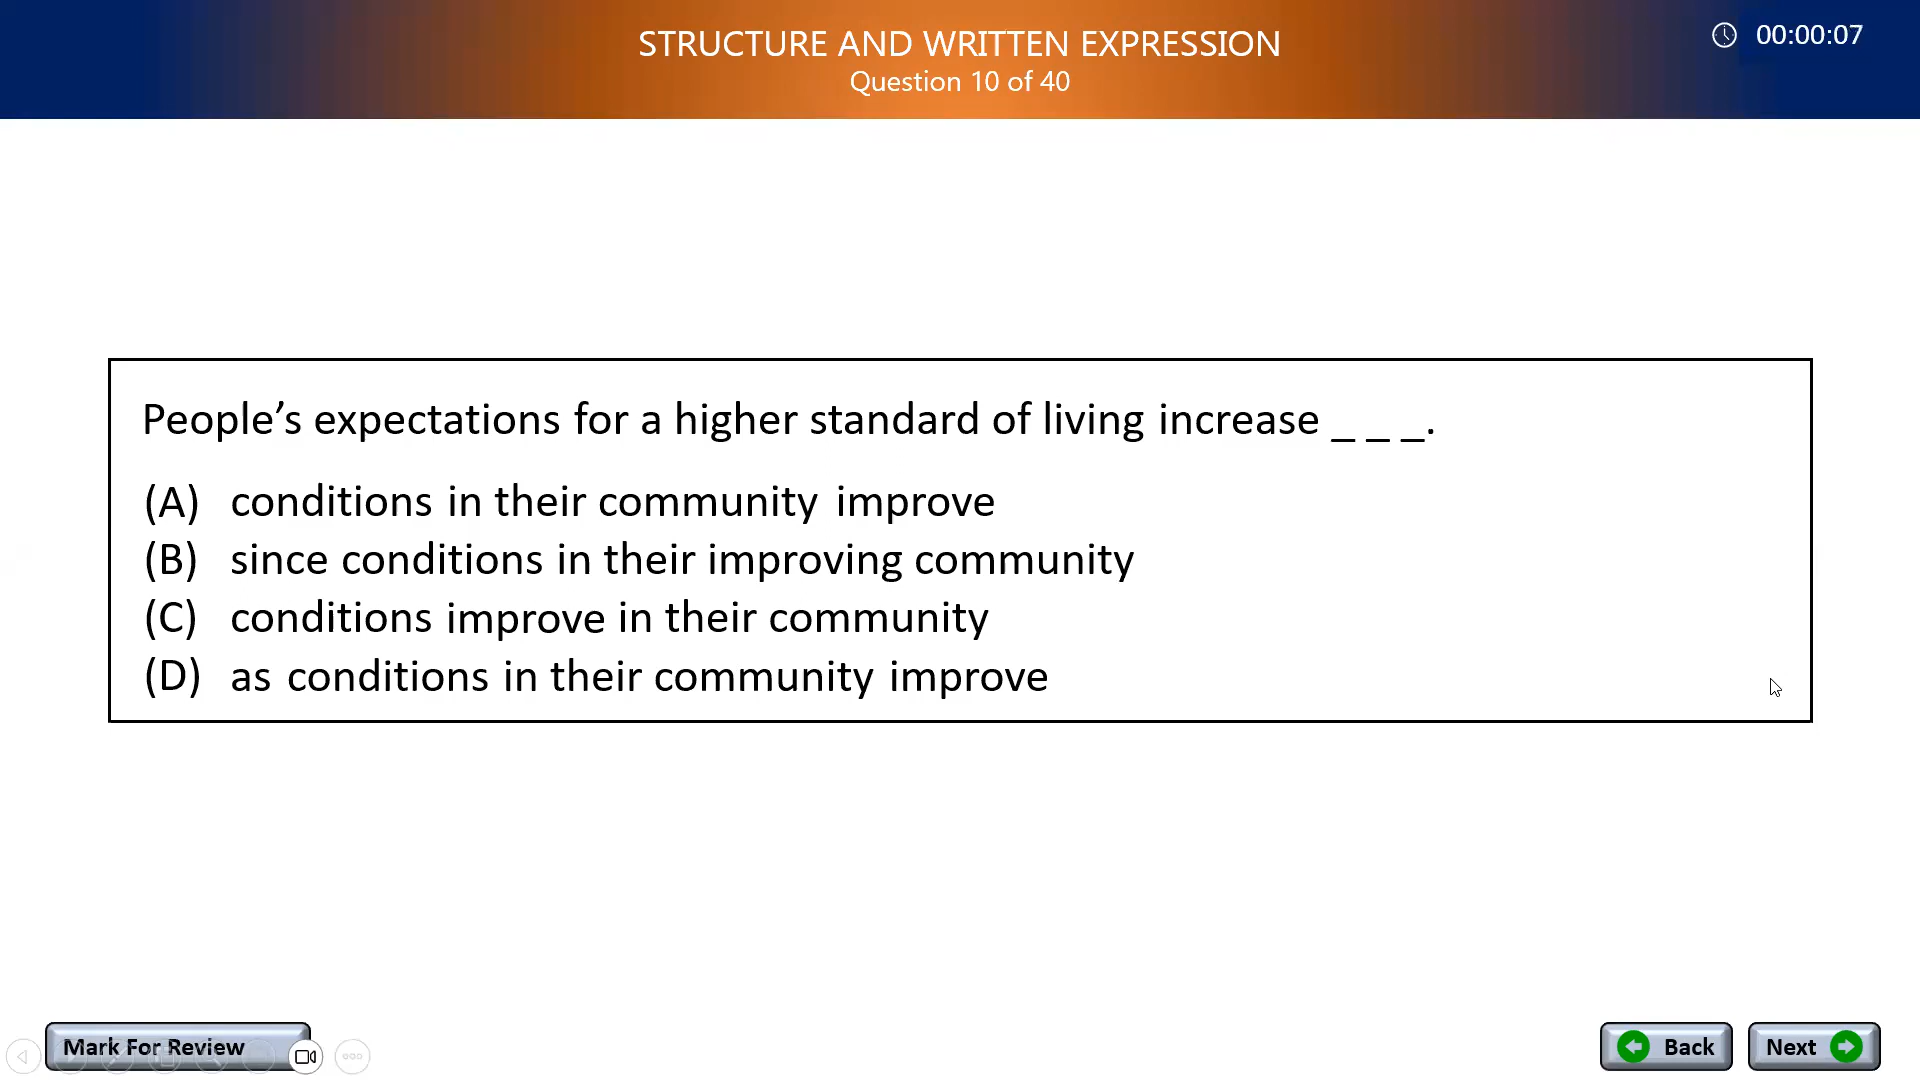 STRUCTURE AND WRITTEN EXPRESSION
00:00:07
Question 10 of 40
People’s expectations for a higher standard of living increase _ _ _.
(A) conditions in their community improve
(B) since conditions in their improving community
(C) conditions improve in their community
(D) as conditions in their community improve
Mark For Review
Back
Next